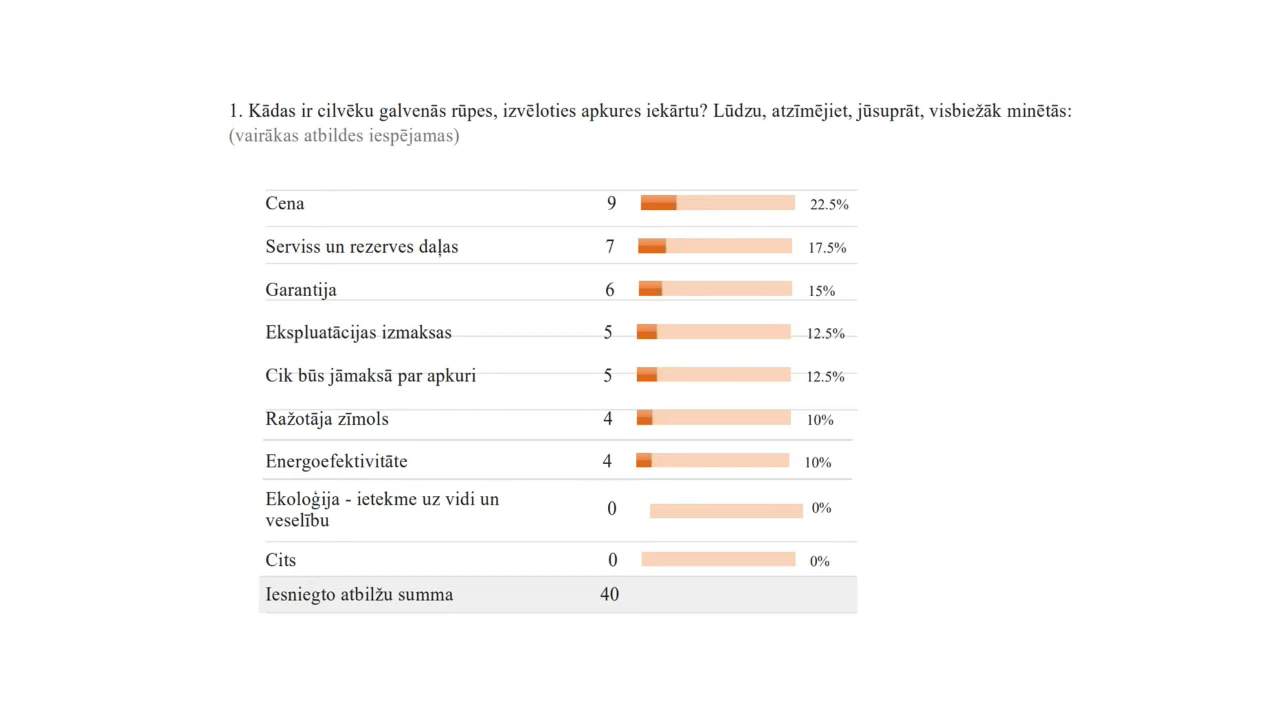 1. Kādas ir cilvēku galvenās rūpes, izvēloties apkures iekārtu? Lūdzu, atzīmējiet, jūsuprāt, visbiežāk minētās:
(vairākas atbildes iespējamas)
Cena 9 22.5%
Serviss un rezerves daļas 7 17.5%
Garantija 6 15%
Ekspluatācijas izmaksas 5 12.5%
Cik būs jāmaksā par apkuri 5 12.5%
Ražotāja zīmols 4 10%
Energoefektivitāte 4 10%
Ekoloģija - ietekme uz vidi un
veselību 0 0%
Cits 0 0%
Iesniegto atbilžu summa 40